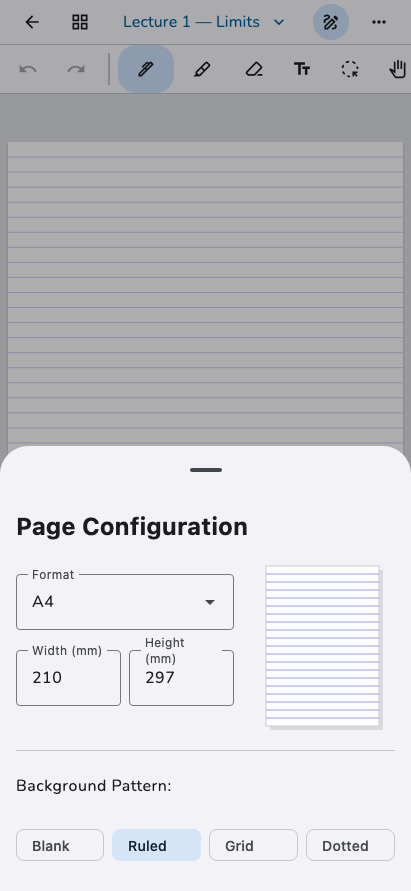 Lecture 1 — Limits
Tт
Page Configuration
Format
A4
Width (mm)
210
Height (mm)
297
Background Pattern:
Blank
Ruled
Grid
Dotted